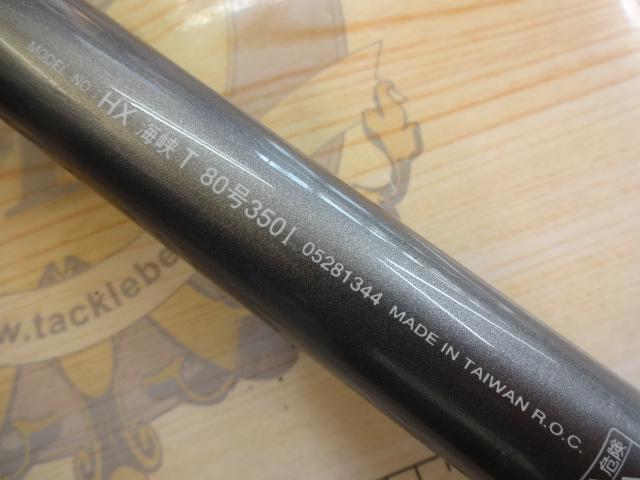 MODEL NO. HX 海峡 T 80号350I 05281344 MADE IN TAIWAN R.O.C.
危険
www.tacklebe